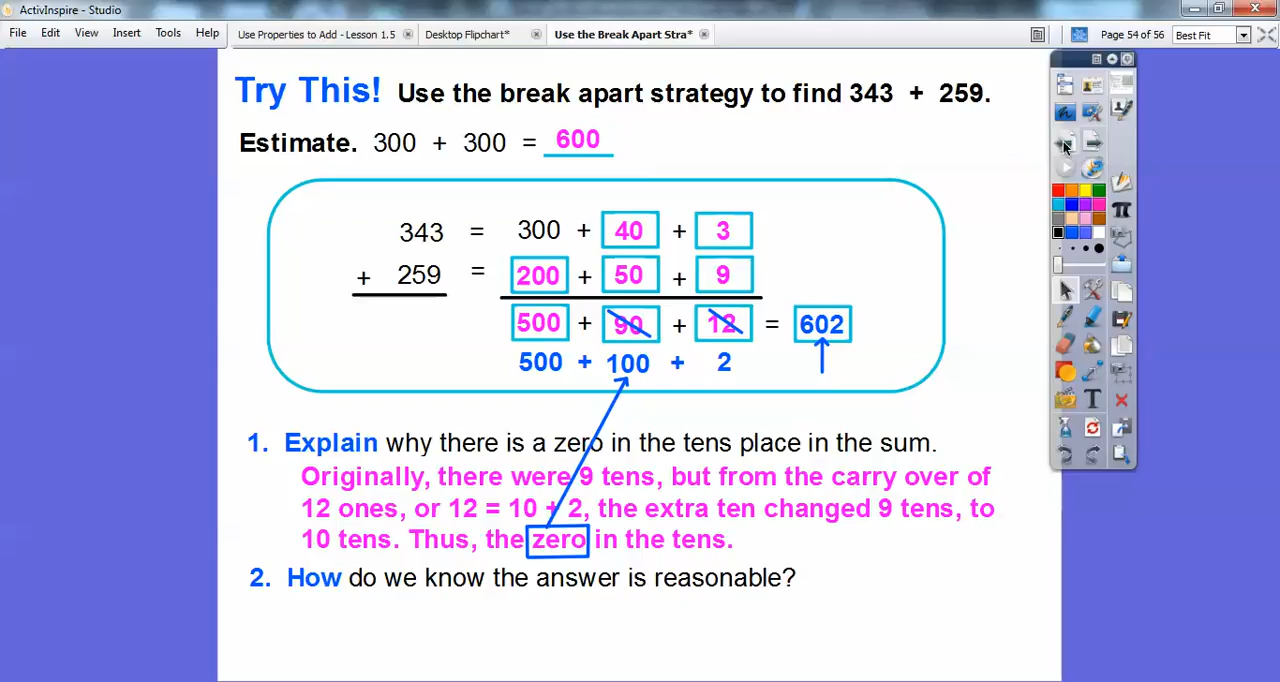 ActivInspire - Studio
File Edit View Insert Tools Help Use Properties to Add - Lesson 1.5 Desktop Flipchart* Use the Break Apart Stra* Page 54 of 56 Best Fit
Try This! Use the break apart strategy to find 343 + 259.
Estimate. 300 + 300 = 600
343 = 300 + 40 + 3
+ 259 = 200 + 50 + 9
500 + 90 + 12 = 602
500 + 100 + 2
1. Explain why there is a zero in the tens place in the sum.
Originally, there were 9 tens, but from the carry over of
12 ones, or 12 = 10 + 2, the extra ten changed 9 tens, to
10 tens. Thus, the zero in the tens.
2. How do we know the answer is reasonable?